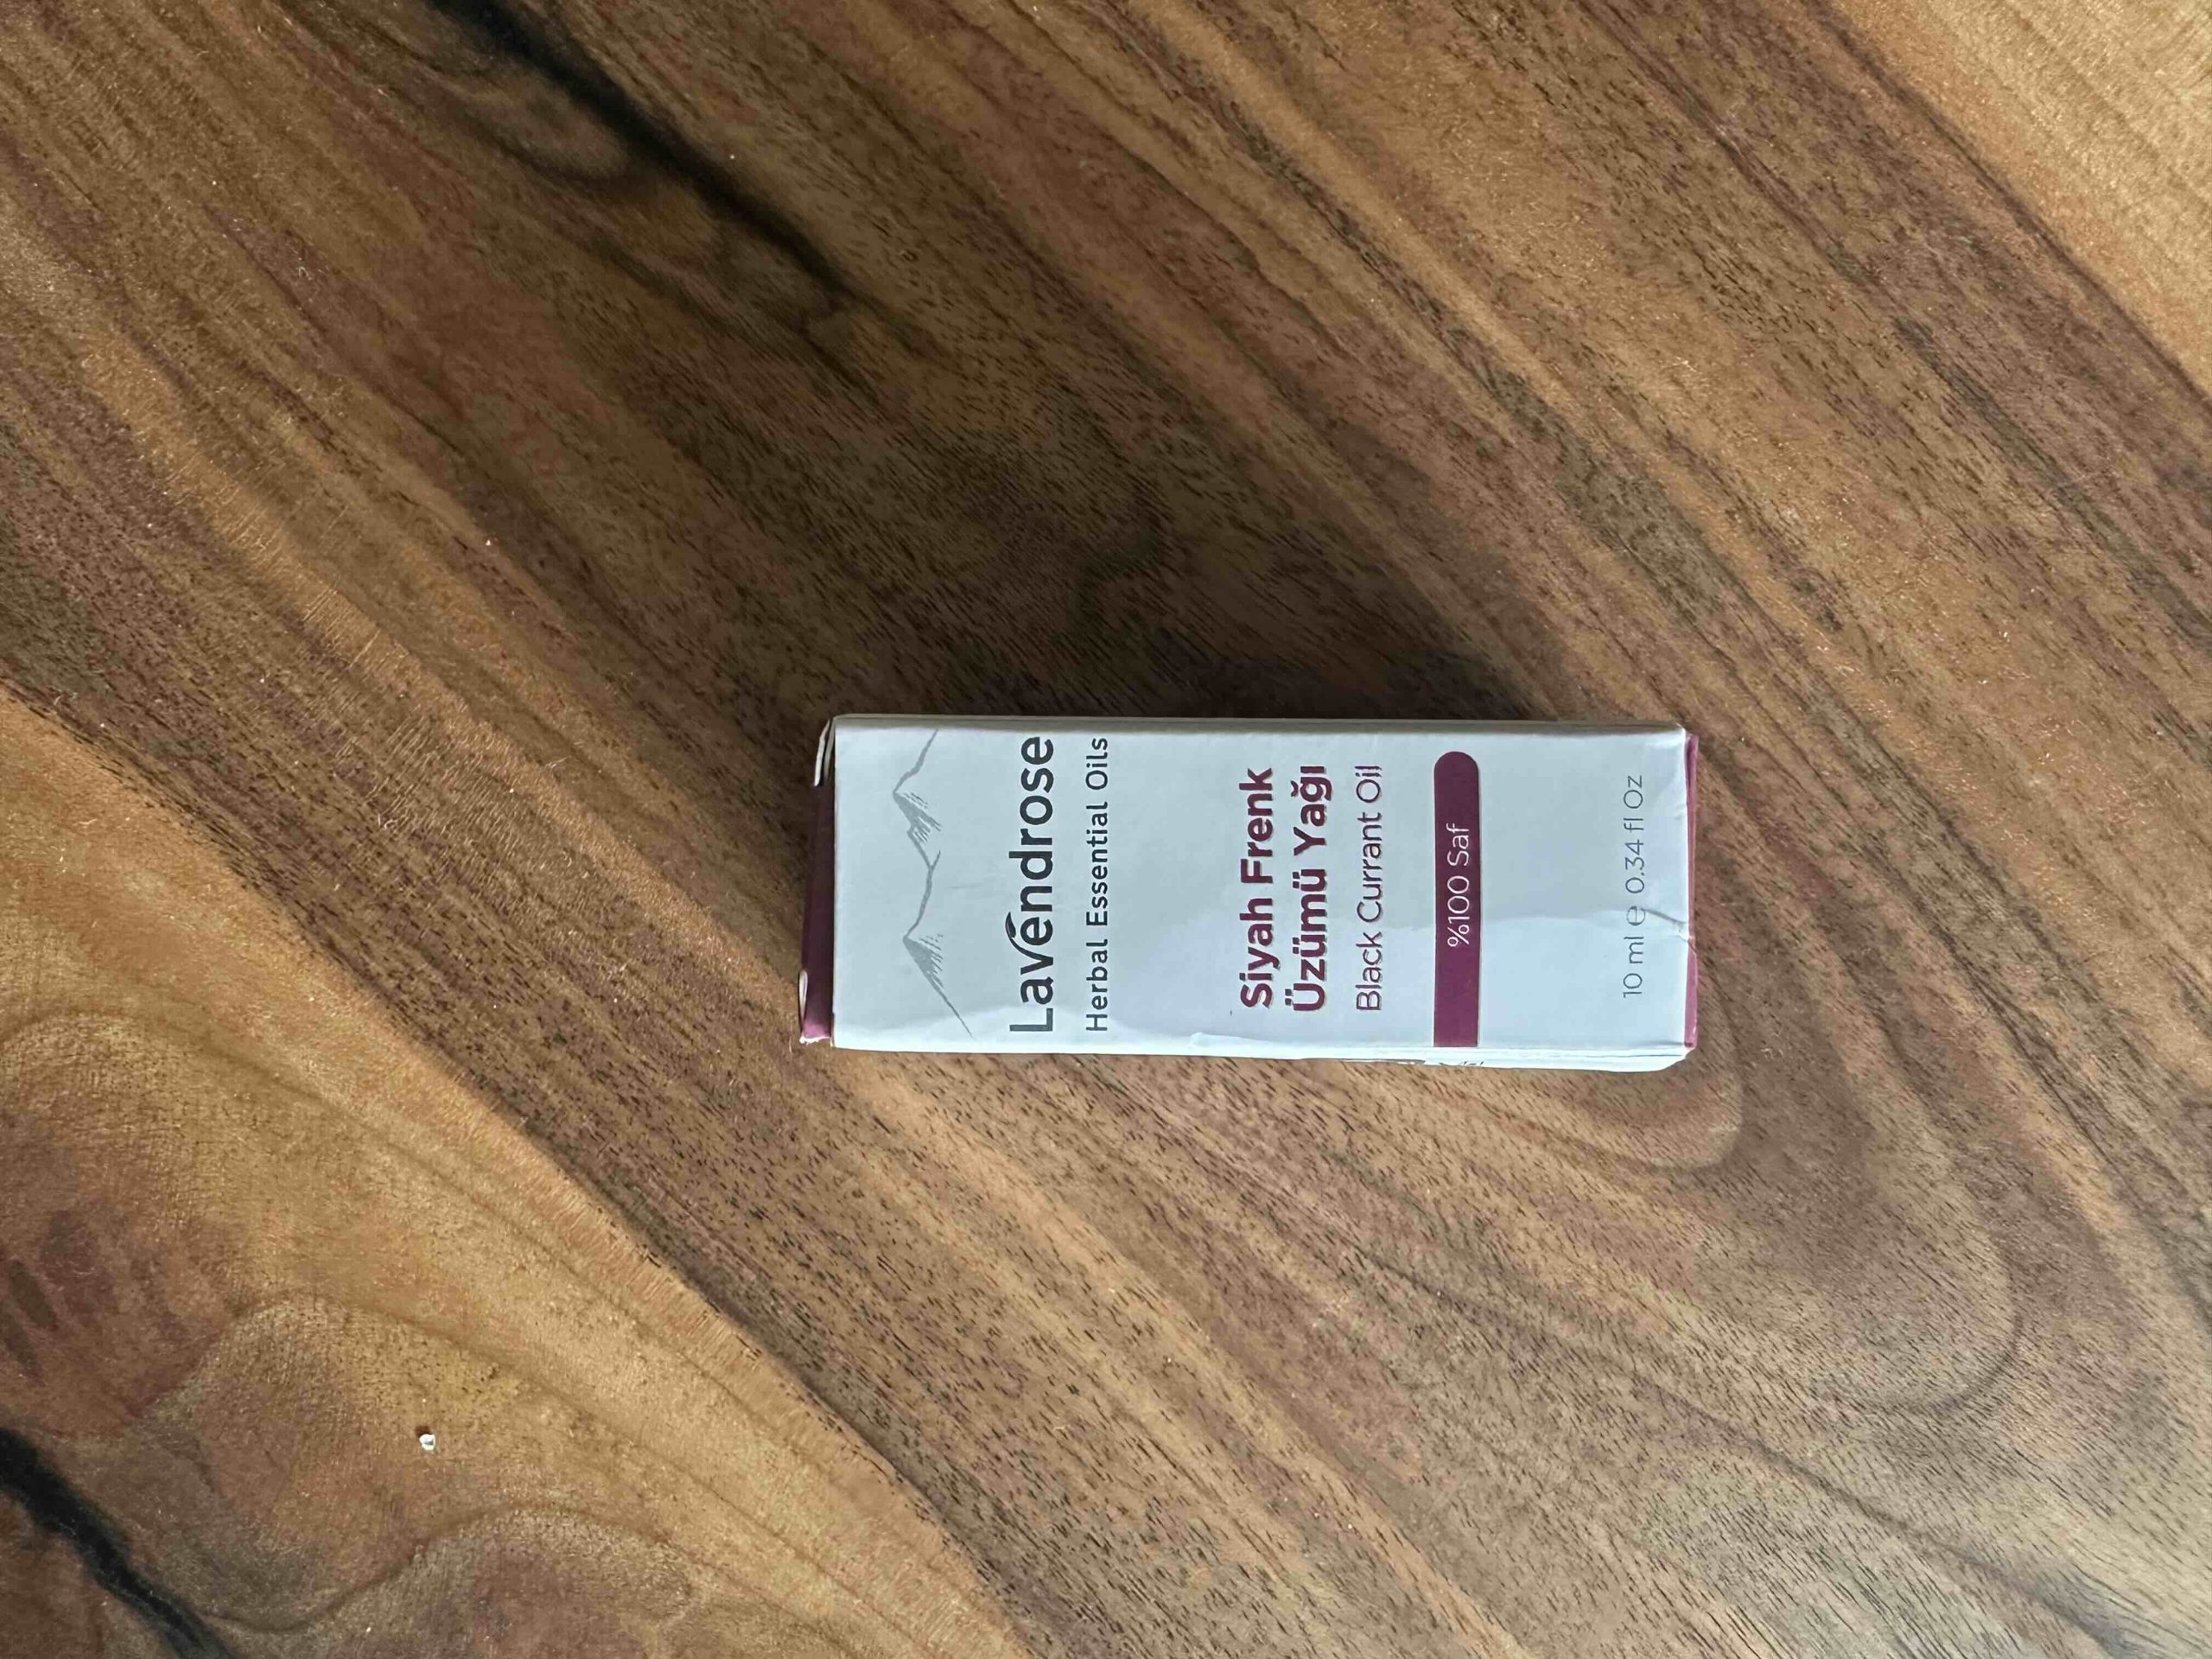 Lavendrose
Herbal Essential Oils
Siyah Frenk
Üzümü Yağı
Black Currant Oil
%100 Saf
10 ml e 0.34 fl Oz